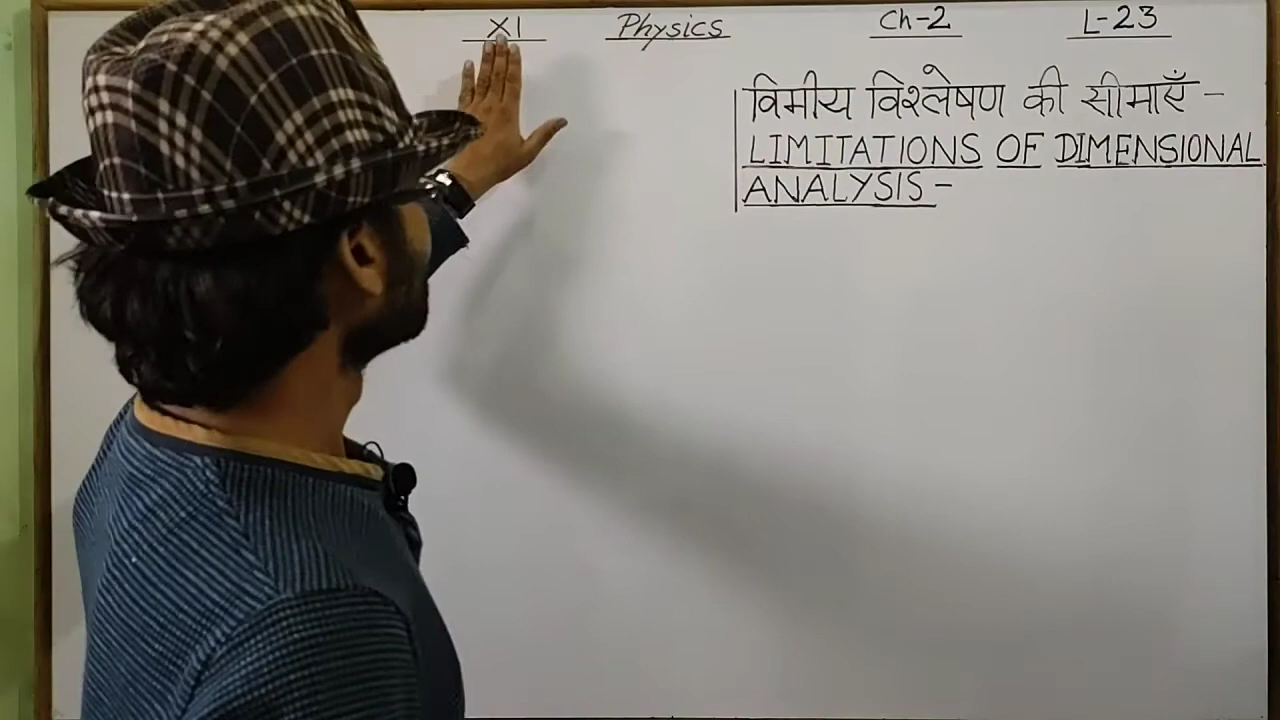 XI Physics Ch-2 L-23
विमीय विश्लेषण की सीमाएँ -
LIMITATIONS OF DIMENSIONAL
ANALYSIS -